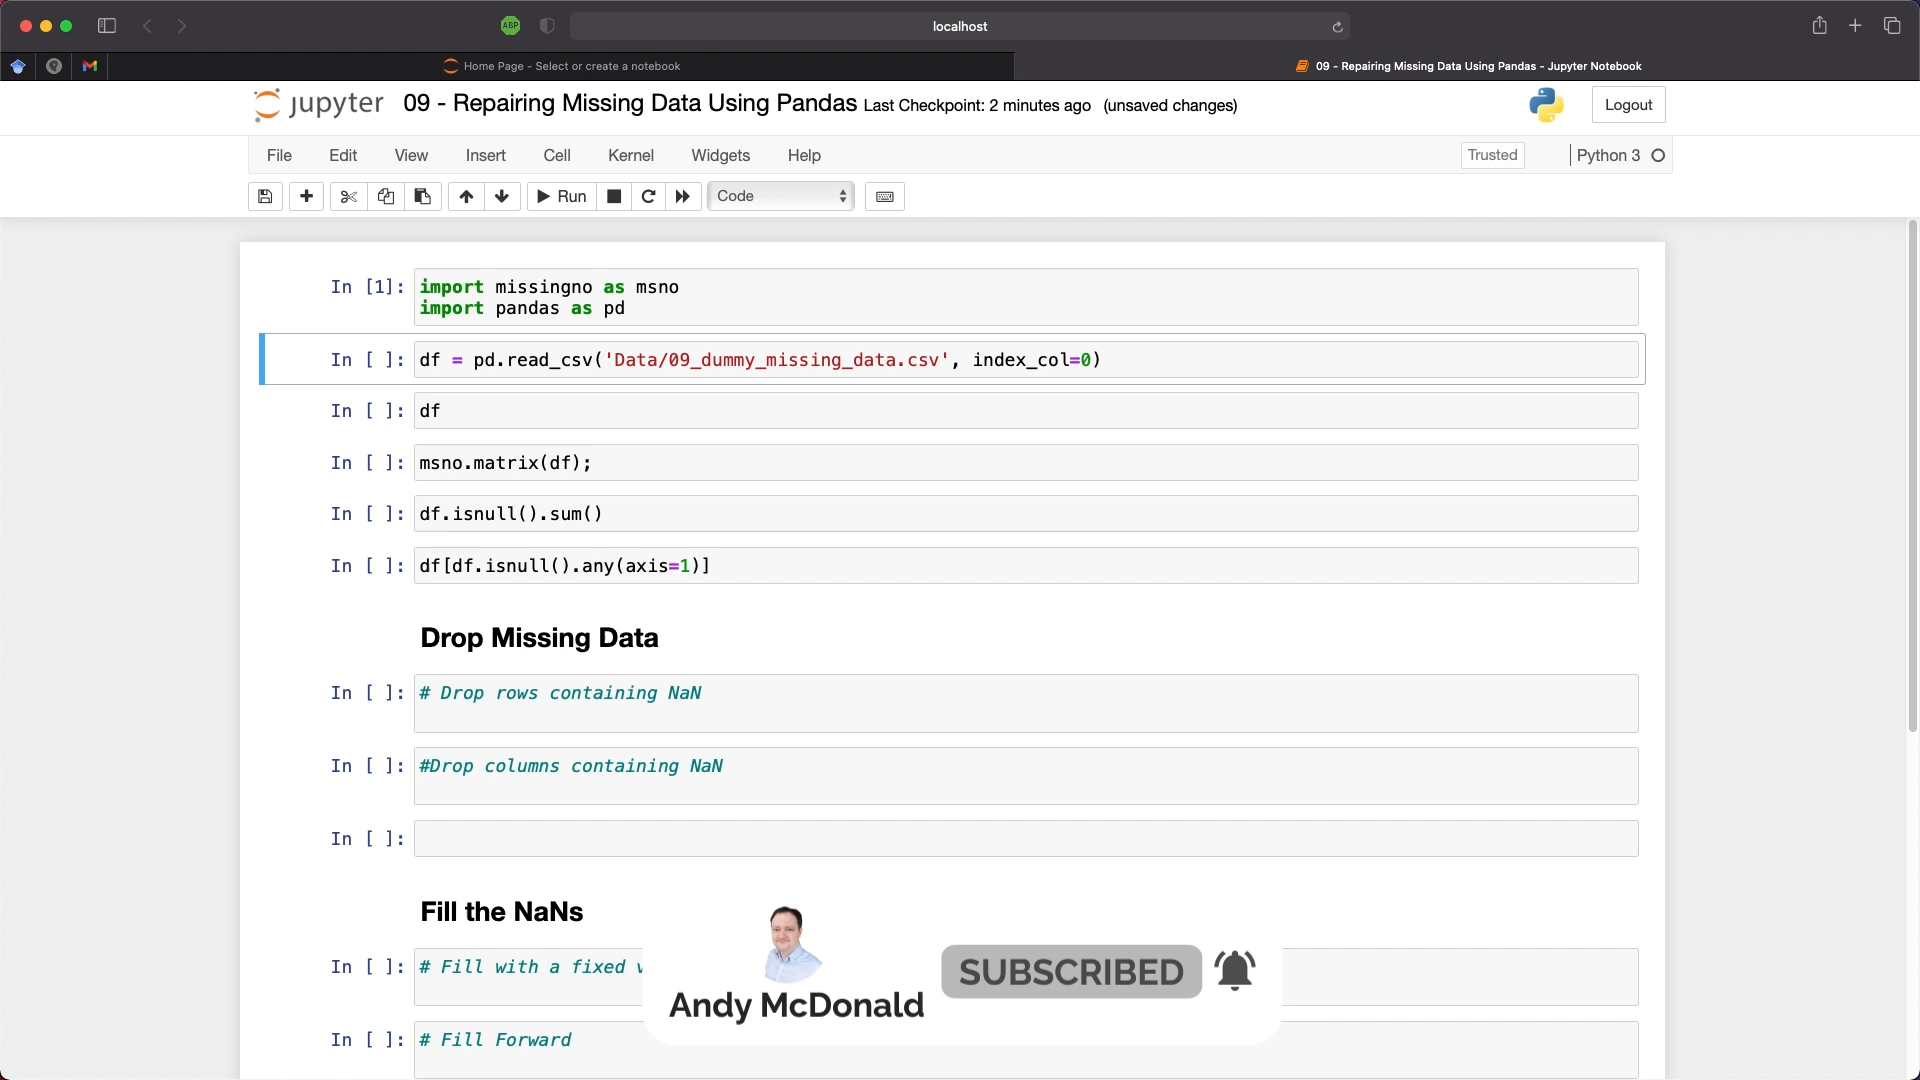 ABP
localhost
Home Page - Select or create a notebook
09 - Repairing Missing Data Using Pandas - Jupyter Notebook
jupyter 09 - Repairing Missing Data Using Pandas Last Checkpoint: 2 minutes ago (unsaved changes)
Logout
File Edit View Insert Cell Kernel Widgets Help
Trusted
Python 3
Run
Code
In [1]: import missingno as msno
import pandas as pd
In [ ]: df = pd.read_csv('Data/09_dummy_missing_data.csv', index_col=0)
In [ ]: df
In [ ]: msno.matrix(df);
In [ ]: df.isnull().sum()
In [ ]: df[df.isnull().any(axis=1)]
Drop Missing Data
In [ ]: # Drop rows containing NaN
In [ ]: #Drop columns containing NaN
In [ ]:
Fill the NaNs
In [ ]: # Fill with a fixed
Andy McDonald
SUBSCRIBED
In [ ]: # Fill Forward